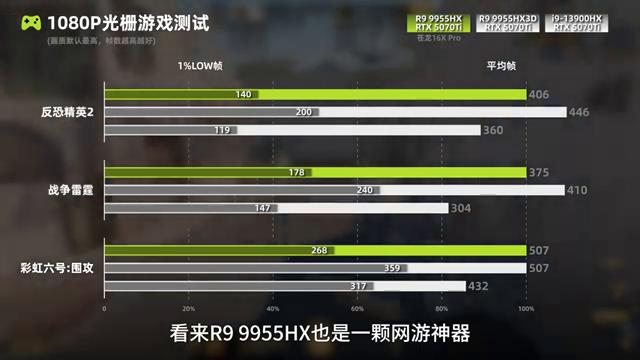 1080P光栅游戏测试
(画质默认最高，帧数越高越好)
R9 9955HX
RTX 5070Ti
苍龙16X Pro
R9 9955HX3D
RTX 5070Ti
i9-13900HX
RTX 5070Ti
1%LOW帧
平均帧
反恐精英2
140
406
200
446
119
360
战争雷霆
178
375
240
410
147
304
彩虹六号:围攻
268
507
359
507
317
432
0
20%
40%
60%
80%
100%
看来R9 9955HX也是一颗网游神器